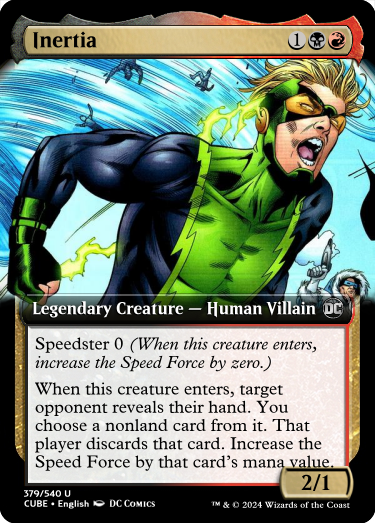 Inertia 1
Legendary Creature — Human Villain DC
Speedster 0 (When this creature enters,
increase the Speed Force by zero.)
When this creature enters, target
opponent reveals their hand. You
choose a nonland card from it. That
player discards that card. Increase the
Speed Force by that card's mana value.
2/1
379/540 U
CUBE • English DC COMICS
™ & © 2024 Wizards of the Coast